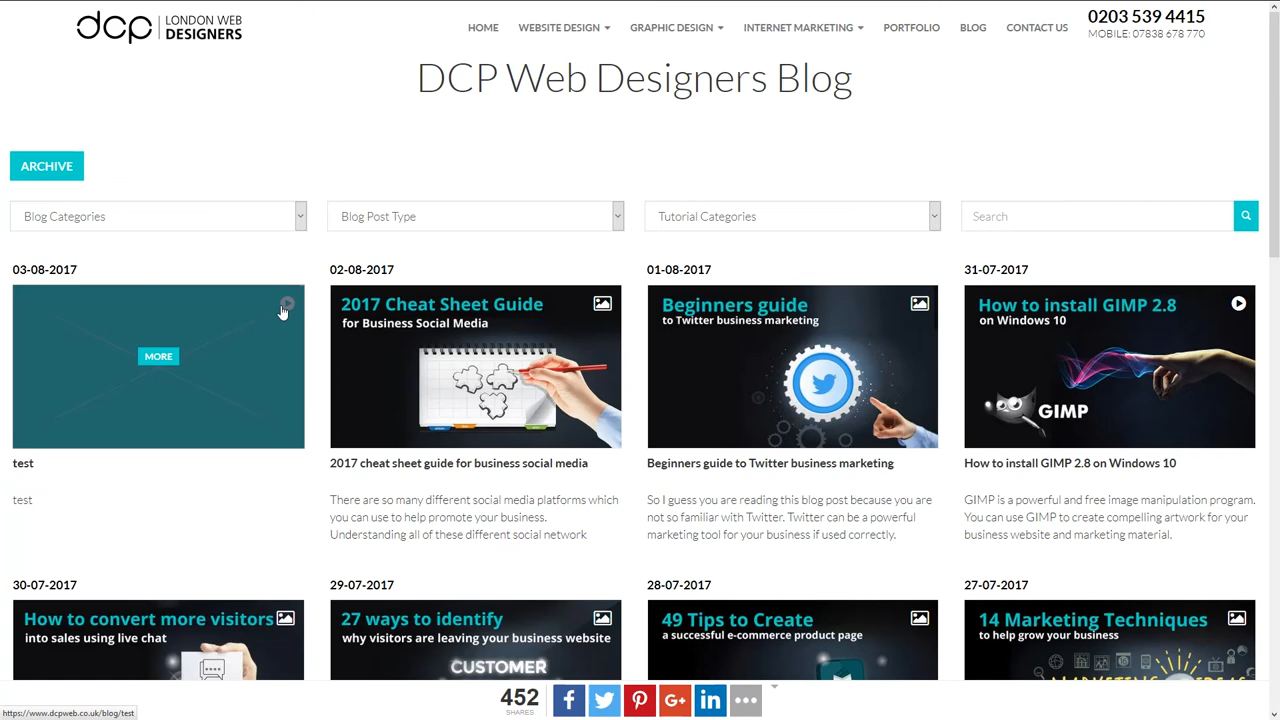 dcp LONDON WEB DESIGNERS
HOME WEBSITE DESIGN GRAPHIC DESIGN INTERNET MARKETING PORTFOLIO BLOG CONTACT US
0203 539 4415
MOBILE: 07838 678 770
DCP Web Designers Blog
ARCHIVE
Blog Categories
Blog Post Type
Tutorial Categories
Search
03-08-2017
MORE
test
test
02-08-2017
2017 Cheat Sheet Guide
for Business Social Media
2017 cheat sheet guide for business social media
There are so many different social media platforms which
you can use to help promote your business.
Understanding all of these different social network
01-08-2017
Beginners guide
to Twitter business marketing
Beginners guide to Twitter business marketing
So I guess you are reading this blog post because you are
not so familiar with Twitter. Twitter can be a powerful
marketing tool for your business if used correctly.
31-07-2017
How to install GIMP 2.8
on Windows 10
GIMP
How to install GIMP 2.8 on Windows 10
GIMP is a powerful and free image manipulation program.
You can use GIMP to create compelling artwork for your
business website and marketing material.
30-07-2017
How to convert more visitors
into sales using live chat
29-07-2017
27 ways to identify
why visitors are leaving your business website
CUSTOMER
28-07-2017
49 Tips to Create
a successful e-commerce product page
27-07-2017
14 Marketing Techniques
to help grow your business
MARKETING IDEAS
452
SHARES
https://www.dcpweb.co.uk/blog/test